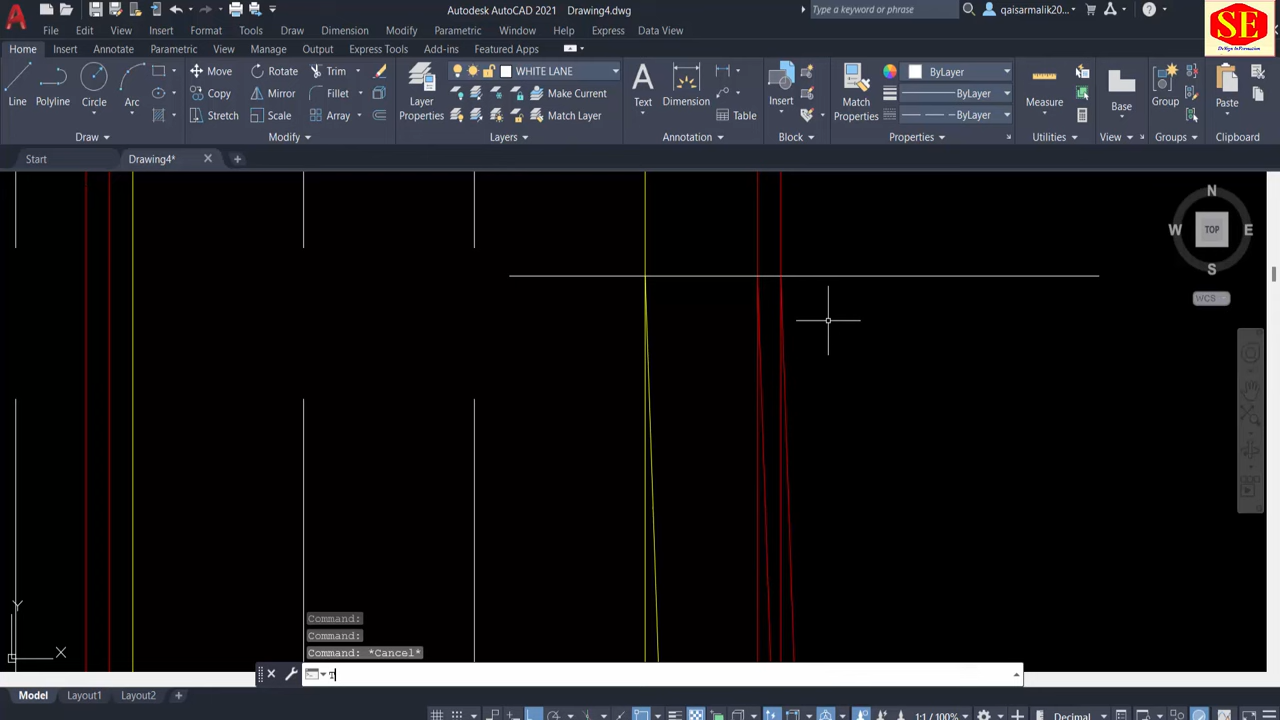 Autodesk AutoCAD 2021 Drawing4.dwg
Type a keyword or phrase
qaisarmalik20...
SE
File Edit View Insert Format Tools Draw Dimension Modify Parametric Window Help Express Data View
Home Insert Annotate Parametric View Manage Output Express Tools Add-ins Featured Apps
Line Polyline Circle Arc
Move Rotate Trim
Copy Mirror Fillet
Stretch Scale Array
Layer Properties
WHITE LANE
Make Current
Match Layer
Text Dimension Table
Insert
Match Properties
ByLayer
ByLayer
ByLayer
Measure
Base
Group
Paste
Draw Modify Layers Annotation Block Properties Utilities View Groups Clipboard
Start Drawing4*
N
W TOP E
S
WCS
Y
X
Command:
Command:
Command: *Cancel*
T
Model Layout1 Layout2
1:1 / 100% Decimal